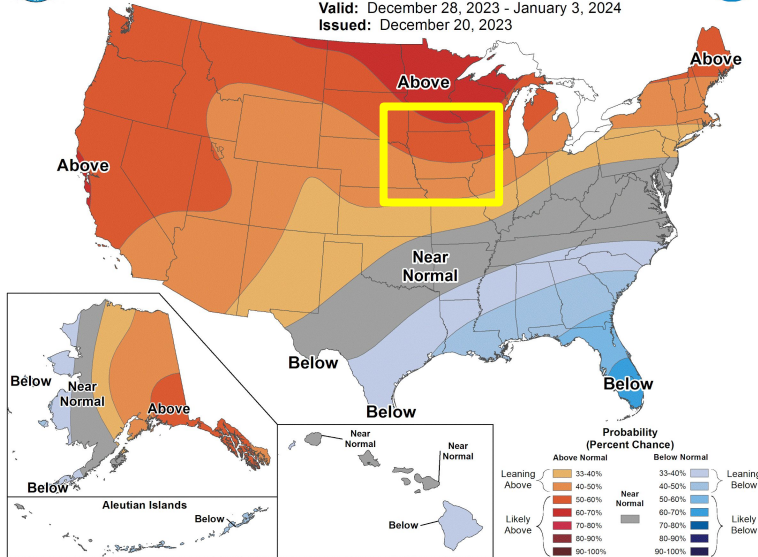 Valid: December 28, 2023 - January 3, 2024
Issued: December 20, 2023
Above
Above
Above
Near
Normal
Below
Below
Below
Below
Near
Normal
Above
Below
Aleutian Islands
Below
Near
Normal
Near
Normal
Below
Probability
(Percent Chance)
Above Normal
Below Normal
Leaning
Above
33-40%
40-50%
Likely
Above
50-60%
60-70%
70-80%
80-90%
90-100%
Near
Normal
33-40%
40-50%
Leaning
Below
50-60%
60-70%
70-80%
80-90%
90-100%
Likely
Below